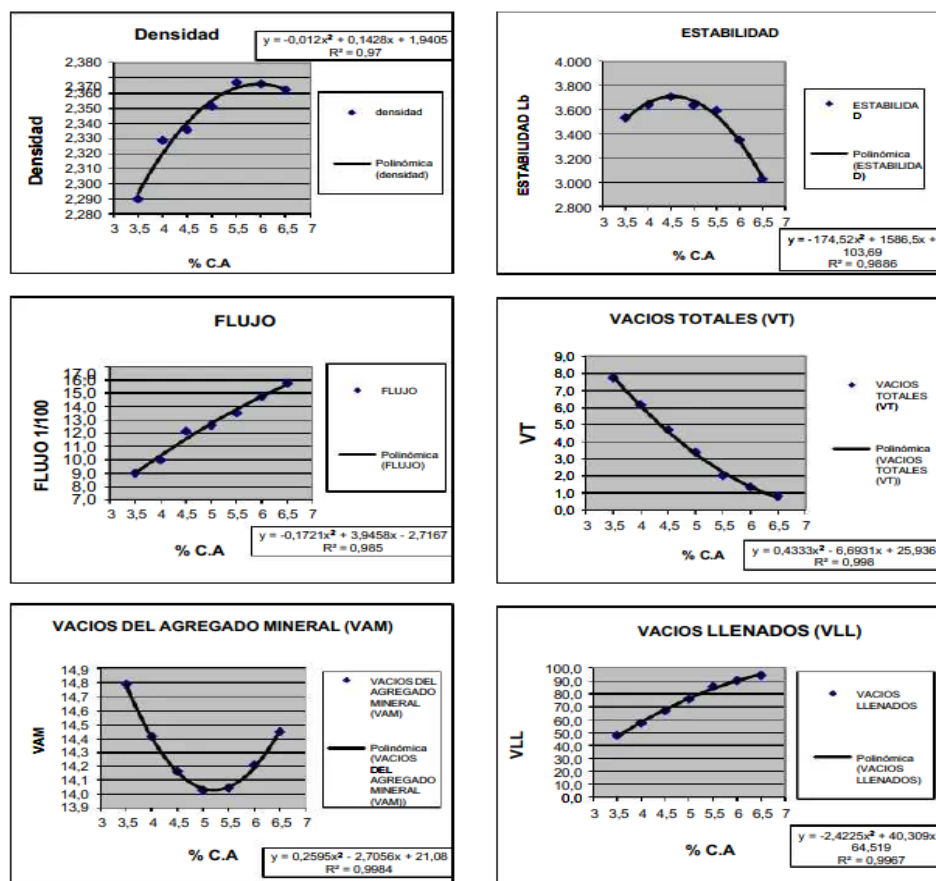 Densidad
y = -0,012x² + 0,1428x + 1,9405
R² = 0,97
Densidad
2,380
2,370
2,360
2,350
2,330
2,320
2,310
2,300
2,290
2,280
3 3,5 4 4,5 5 5,5 6 6,5 7
% C.A
densidad
Polinómica
(densidad)
ESTABILIDAD
ESTABILIDAD Lb
4.000
3.800
3.600
3.400
3.200
3.000
2.800
3 3,5 4 4,5 5 5,5 6 6,5 7
% C.A
ESTABILIDA
D
Polinómica
(ESTABILIDA
D)
y = -174,52x² + 1586,5x +
103,69
R² = 0,9886
FLUJO
FLUJO 1/100
17,0
16,0
15,0
14,0
13,0
12,0
11,0
10,0
9,0
8,0
7,0
3 3,5 4 4,5 5 5,5 6 6,5 7
% C.A
FLUJO
Polinómica
(FLUJO)
y = -0,1721x² + 3,9458x - 2,7167
R² = 0,985
VACIOS TOTALES (VT)
VT
9,0
8,0
7,0
6,0
5,0
4,0
3,0
2,0
1,0
0,0
3 3,5 4 4,5 5 5,5 6 6,5 7
% C.A
VACIOS
TOTALES
(VT)
Polinómica
(VACIOS
TOTALES
(VT))
y = 0,4333x² - 6,6931x + 25,936
R² = 0,998
VACIOS DEL AGREGADO MINERAL (VAM)
VAM
14,9
14,8
14,7
14,6
14,4
14,3
14,2
14,1
14,0
13,9
3 3,5 4 4,5 5 5,5 6 6,5 7
% C.A
VACIOS DEL
AGREGADO
MINERAL
(VAM)
Polinómica
(VACIOS
DEL
AGREGADO
MINERAL
(VAM))
y = 0,2595x² - 2,7056x + 21,08
R² = 0,9984
VACIOS LLENADOS (VLL)
VLL
100,0
90,0
80,0
70,0
60,0
50,0
40,0
30,0
20,0
10,0
0,0
3 3,5 4 4,5 5 5,5 6 6,5 7
% C.A
VACIOS
LLENADOS
Polinómica
(VACIOS
LLENADOS)
y = -2,4225x² + 40,309x
64,519
R² = 0,9967